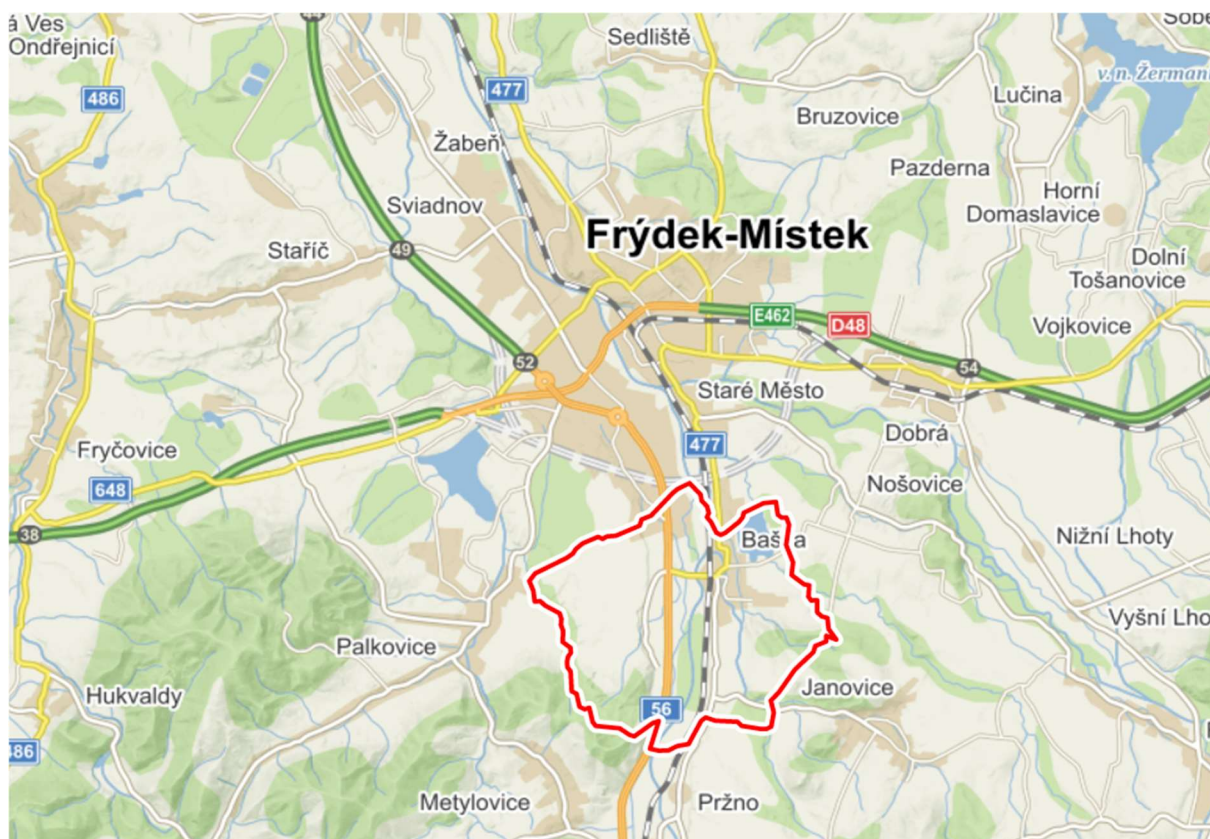 á Ves
Ondřejnicí
Sedliště
477
486
v. n. Žermani
Lučina
Bruzovice
Žabeň
Pazderna
Horní
Domaslavice
Sviadnov
Frýdek-Místek
Staříč
49
Dolní
Tošanovice
E462
D48
Vojkovice
52
54
Staré Město
Dobrá
477
Fryčovice
Nošovice
648
38
Nižní Lhoty
Vyšní Lho
Palkovice
Janovice
Hukvaldy
56
486
Metylovice
Pržno